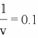 1/v = 0.1